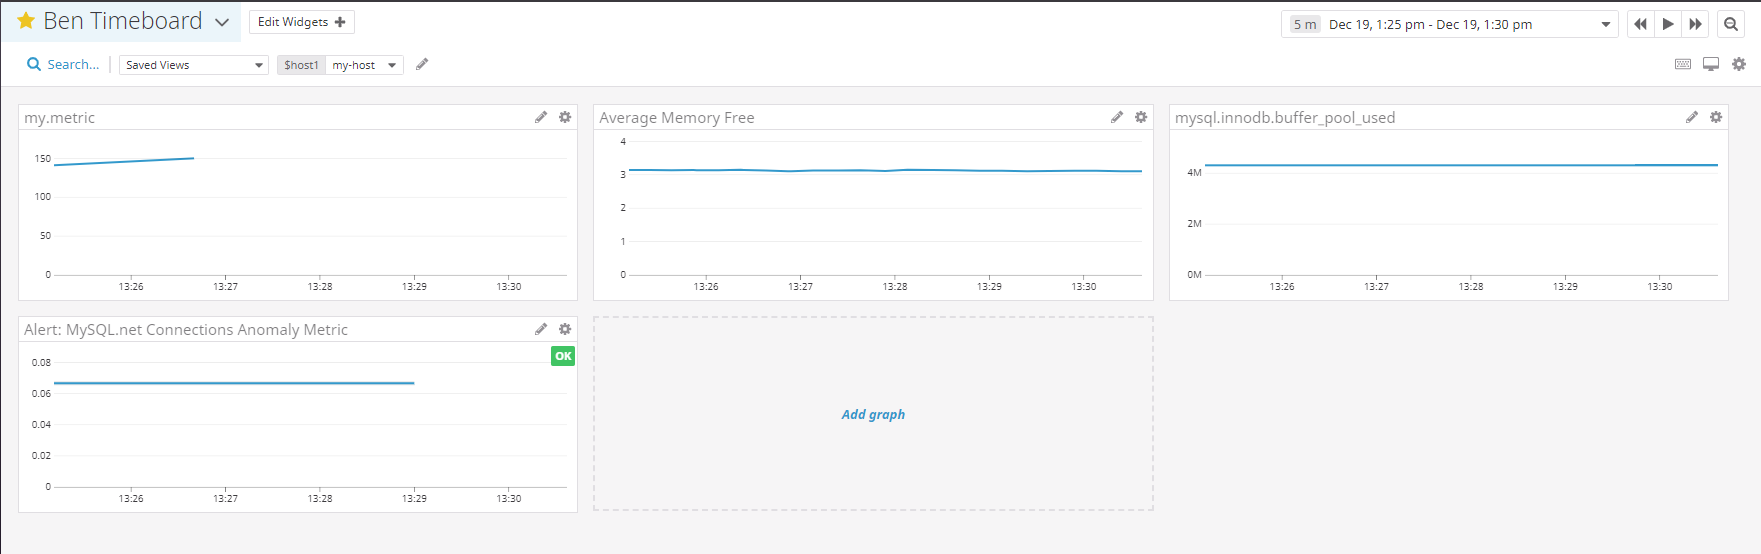 Ben Timeboard
Edit Widgets
5 m Dec 19, 1:25 pm - Dec 19, 1:30 pm
Search...
Saved Views
$host1 my-host
my.metric
150
100
50
0
13:26 13:27 13:28 13:29 13:30
Average Memory Free
4
3
2
1
0
13:26 13:27 13:28 13:29 13:30
mysql.innodb.buffer_pool_used
4M
2M
0M
13:26 13:27 13:28 13:29 13:30
Alert: MySQL.net Connections Anomaly Metric
OK
0.08
0.06
0.04
0.02
0
13:26 13:27 13:28 13:29 13:30
Add graph